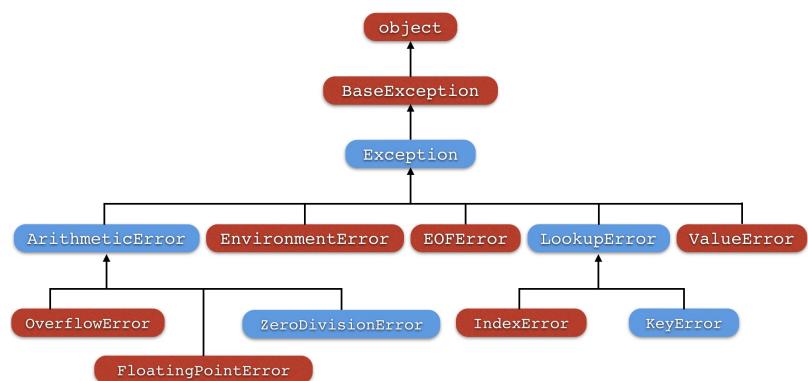 object
BaseException
Exception
ArithmeticError
EnvironmentError
EOFError
LookupError
ValueError
OverflowError
ZeroDivisionError
IndexError
KeyError
FloatingPointError